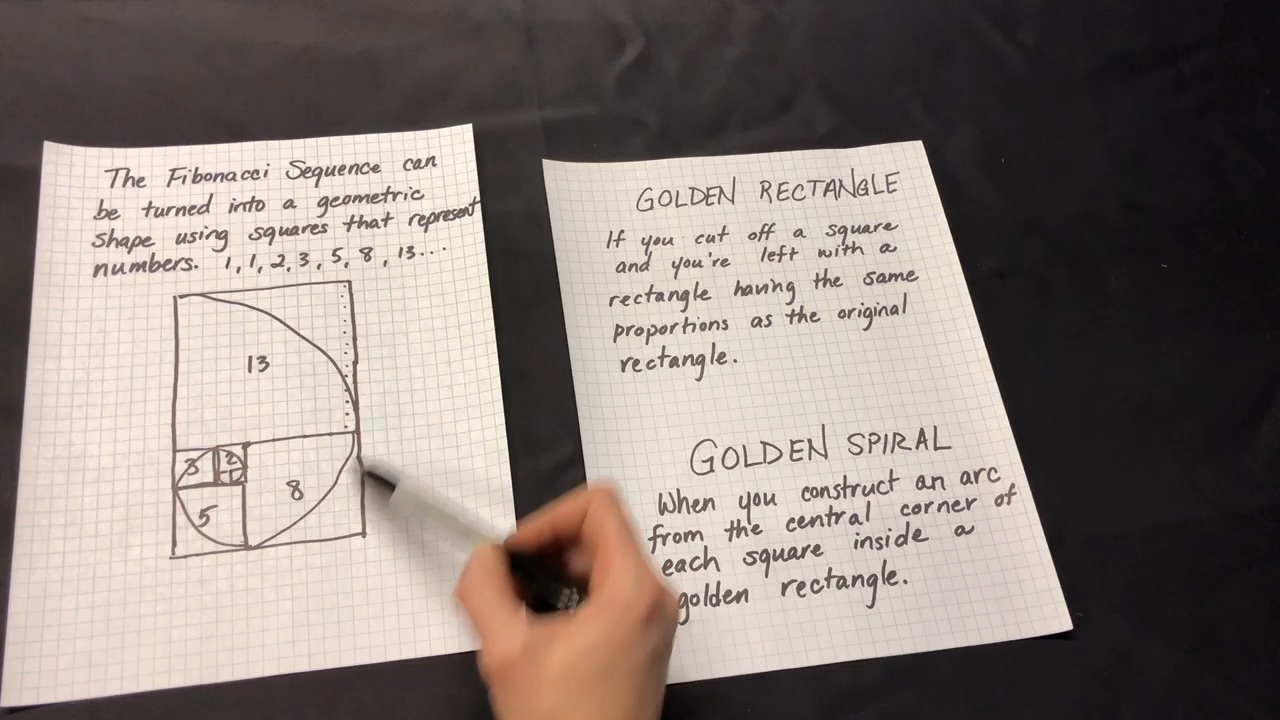 The Fibonacci Sequence can
be turned into a geometric
shape using squares that represent
numbers. 1, 1, 2, 3, 5, 8, 13...
13
3 2
1 1
8
5
GOLDEN RECTANGLE
If you cut off a square
and you're left with a
rectangle having the same
proportions as the original
rectangle.
GOLDEN SPIRAL
When you construct an arc
from the central corner of
each square inside a
golden rectangle.